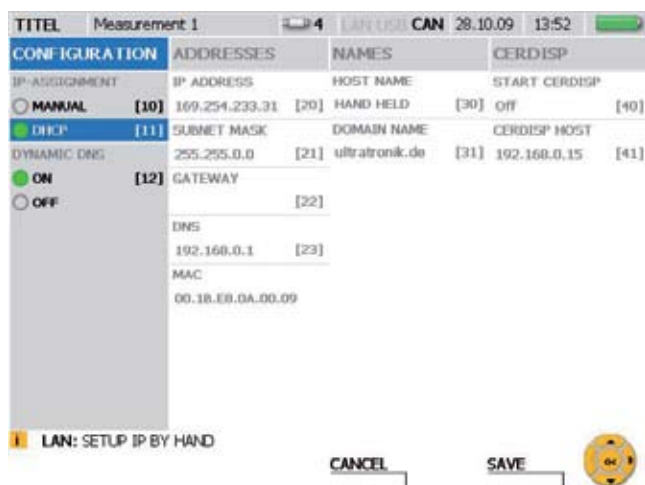 TITEL Measurement 1 4 LAN USB CAN 28.10.09 13:52
CONFIGURATION ADDRESSES NAMES CERDISP
IP-ASSIGNMENT IP ADDRESS HOST NAME START CERDISP
MANUAL [10] 169.254.233.31 [20] HAND HELD [30] Off [40]
DHCP [11] SUBNET MASK DOMAIN NAME CERDISP HOST
DYNAMIC DNS 255.255.0.0 [21] ultratronik.de [31] 192.168.0.15 [41]
ON [12] GATEWAY
OFF [22]
DNS
192.168.0.1 [23]
MAC
00.18.E8.0A.00.09
i LAN: SETUP IP BY HAND
CANCEL SAVE OK